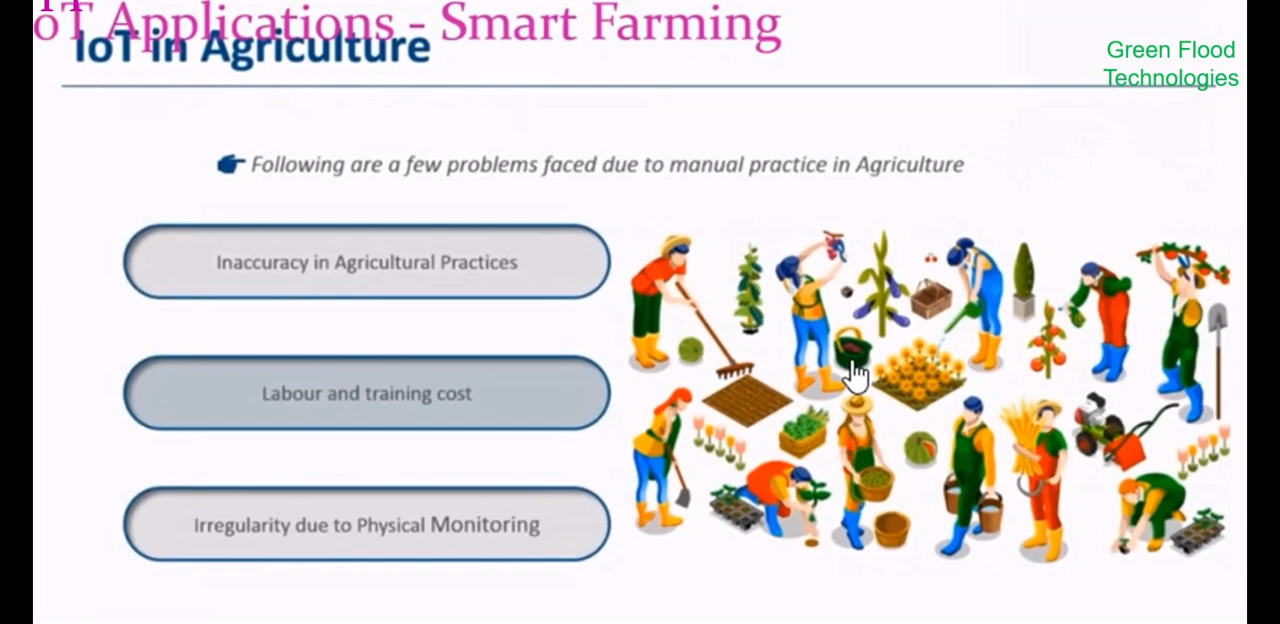 oT Applications - Smart Farming
IoT in Agriculture
Green Flood
Technologies
Following are a few problems faced due to manual practice in Agriculture
Inaccuracy in Agricultural Practices
Labour and training cost
Irregularity due to Physical Monitoring